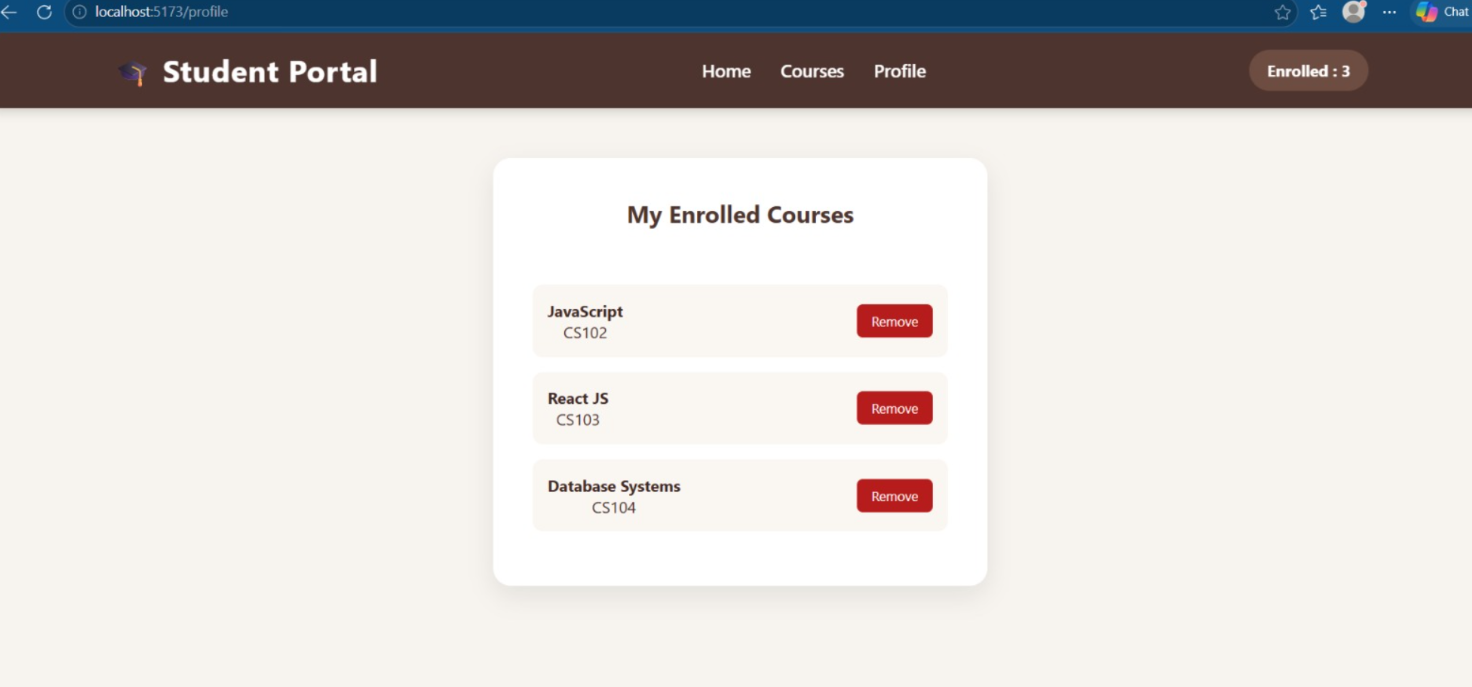 localhost:5173/profile
Chat
Student Portal
Home Courses Profile
Enrolled : 3
My Enrolled Courses
JavaScript
CS102
Remove
React JS
CS103
Remove
Database Systems
CS104
Remove